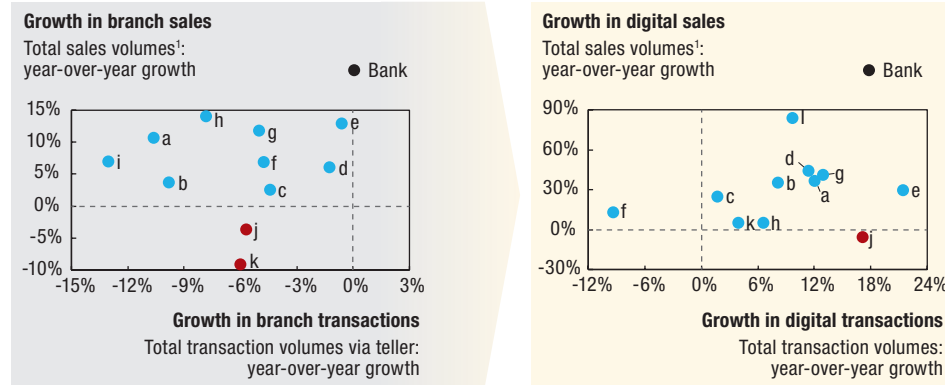 Growth in branch sales
Total sales volumes¹:
year-over-year growth
Bank
15%
10%
5%
0%
-5%
-10%
h
e
a
g
i
f
d
b
c
j
k
-15%
-12%
-9%
-6%
-3%
0%
3%
Growth in branch transactions
Total transaction volumes via teller:
year-over-year growth
Growth in digital sales
Total sales volumes¹:
year-over-year growth
Bank
90%
60%
30%
0%
-30%
l
d
g
b
a
e
c
f
k
h
j
-12%
-6%
0%
6%
12%
18%
24%
Growth in digital transactions
Total transaction volumes:
year-over-year growth